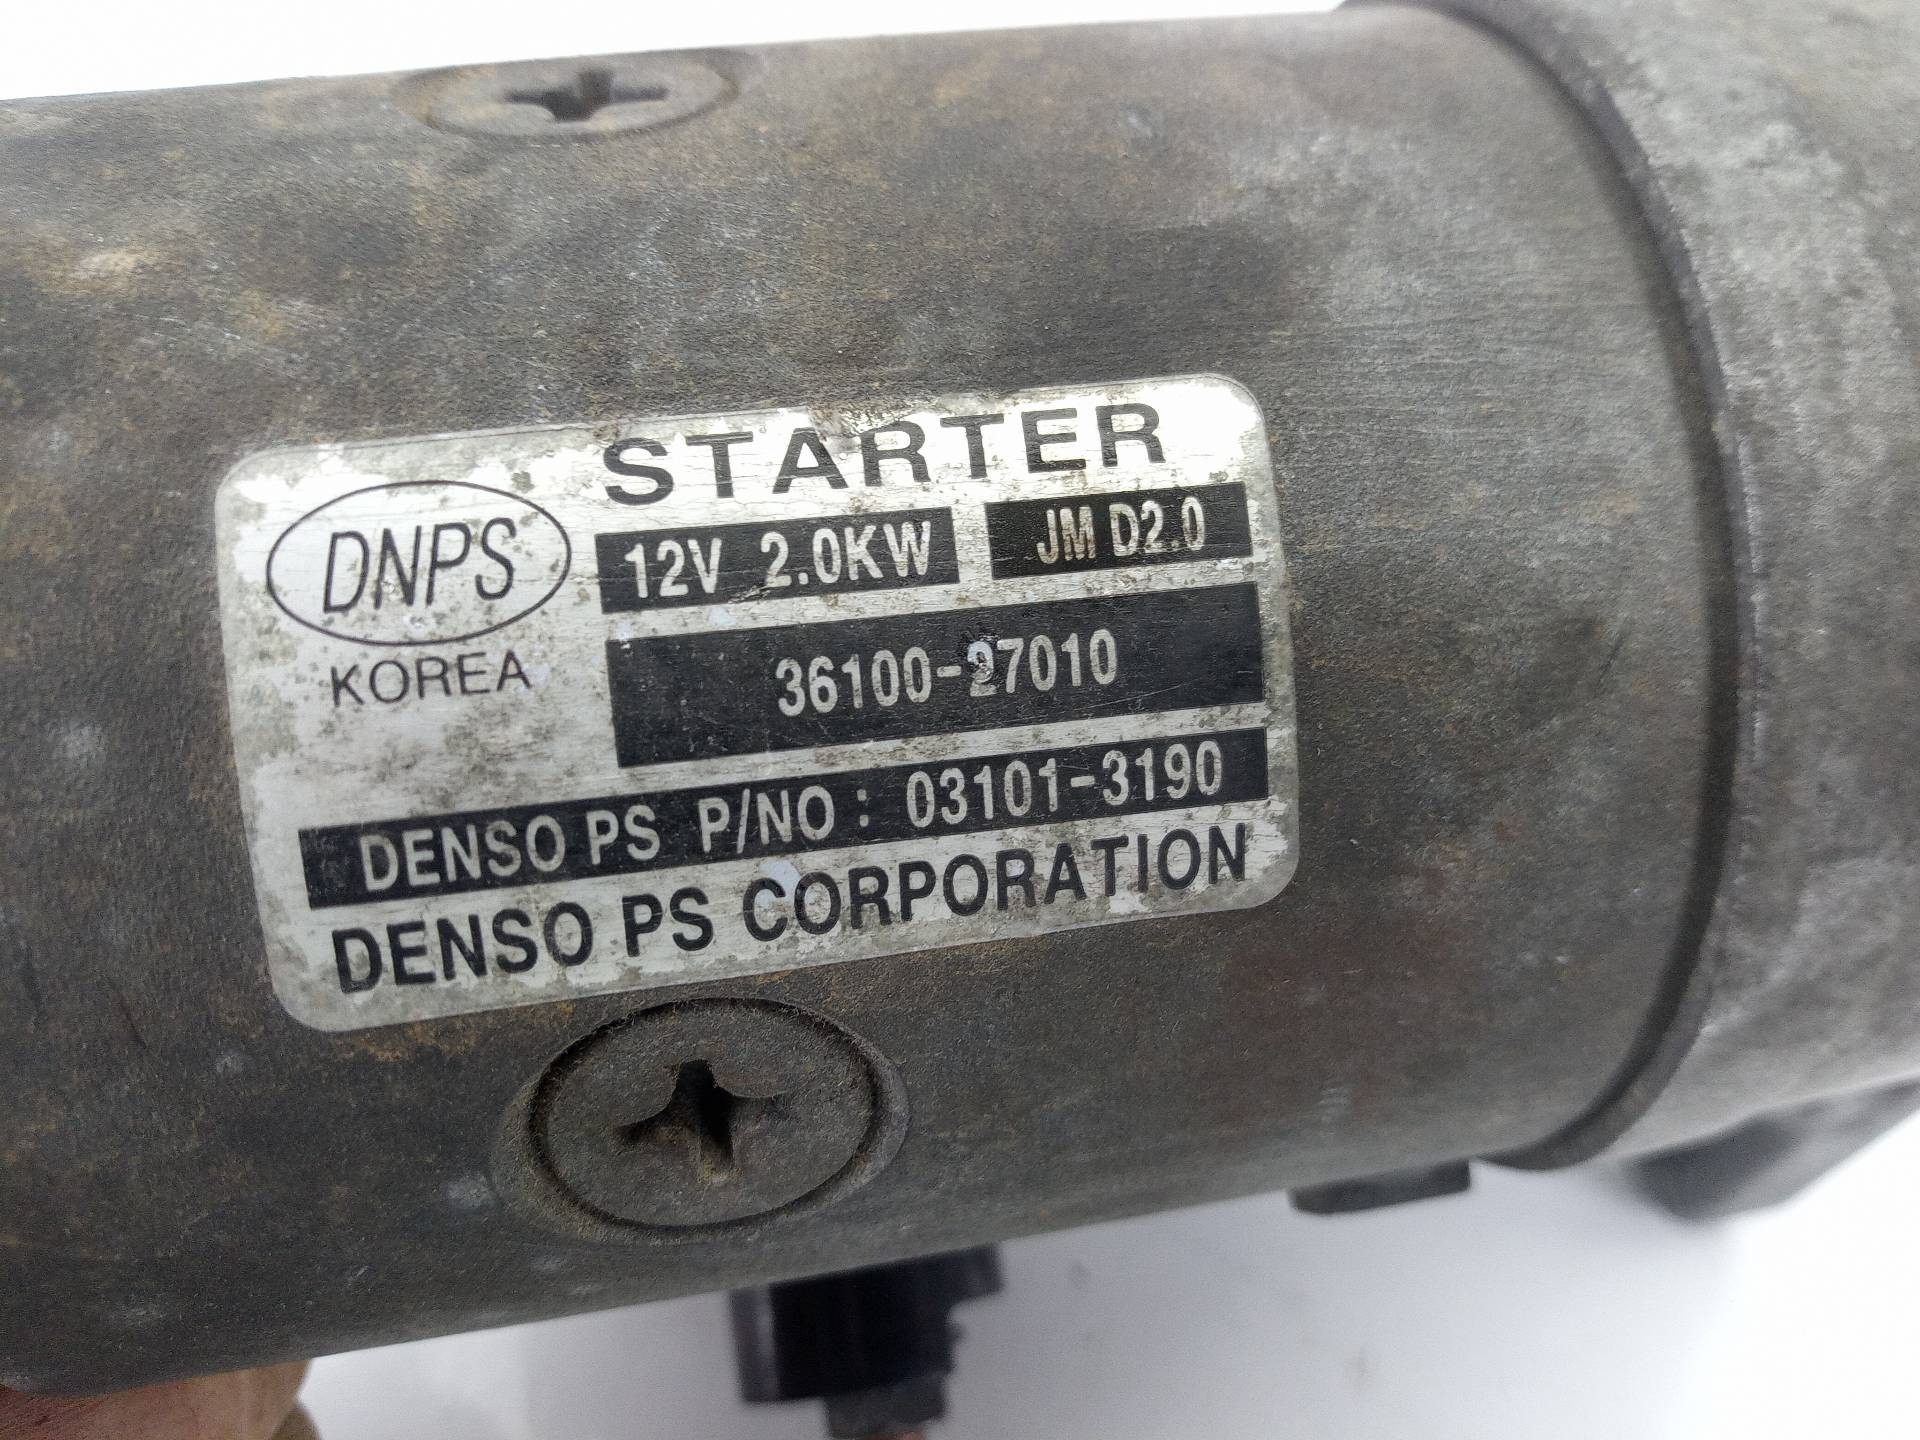 STARTER
DNPS
12V 2.0KW JM D2.0
KOREA
36100-27010
DENSO PS P/NO : 03101-3190
DENSO PS CORPORATION